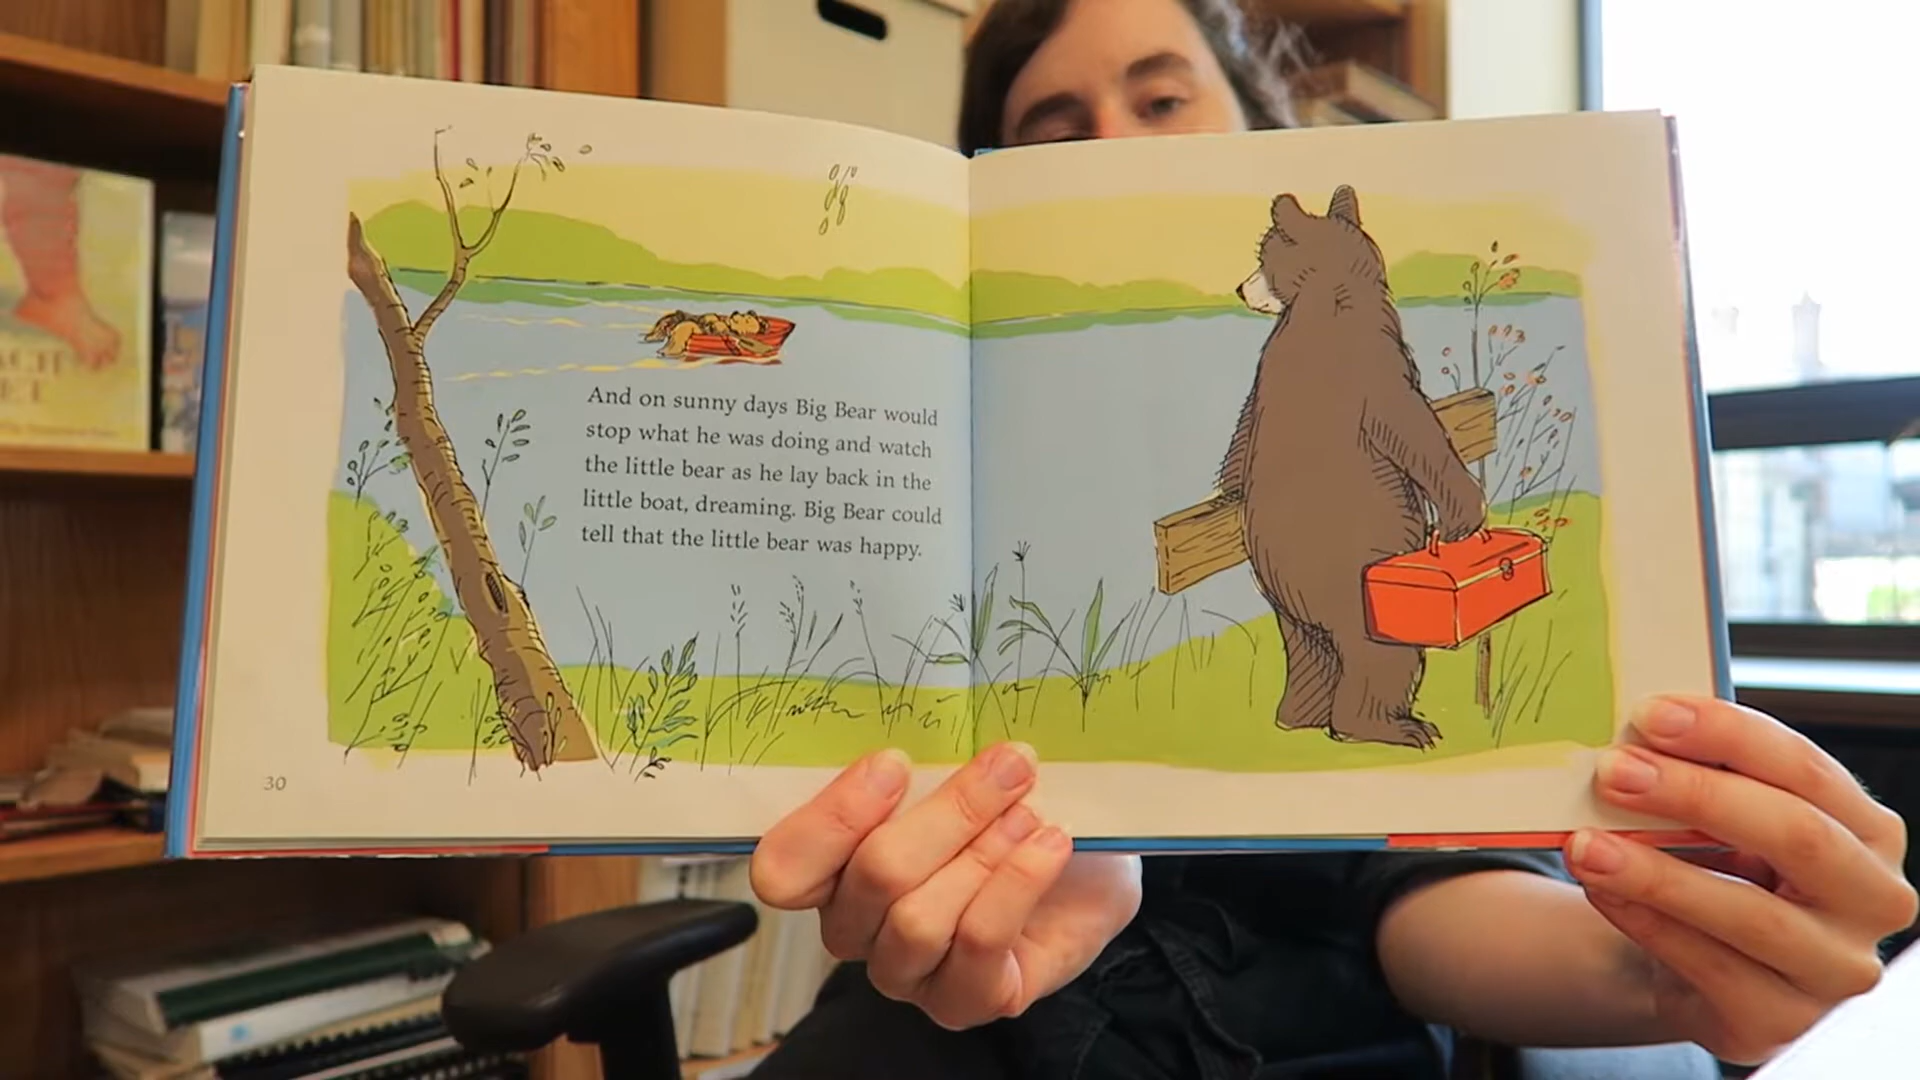 And on sunny days Big Bear would
stop what he was doing and watch
the little bear as he lay back in the
little boat, dreaming. Big Bear could
tell that the little bear was happy.
30